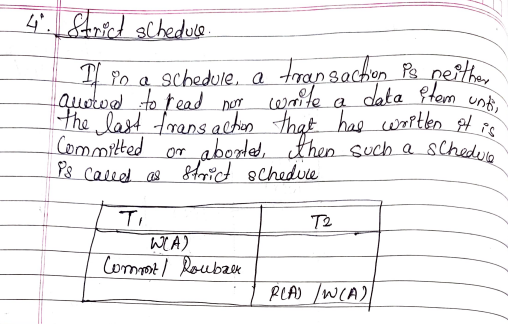 4. Strict schedule.
If in a schedule, a transaction is neither
allowed to read nor write a data item until
the last transaction that has written it is
Committed or aborted, then such a schedule
is called as strict schedule
T1 T2
W(A)
Commit / Rollback
R(A) / W(A)